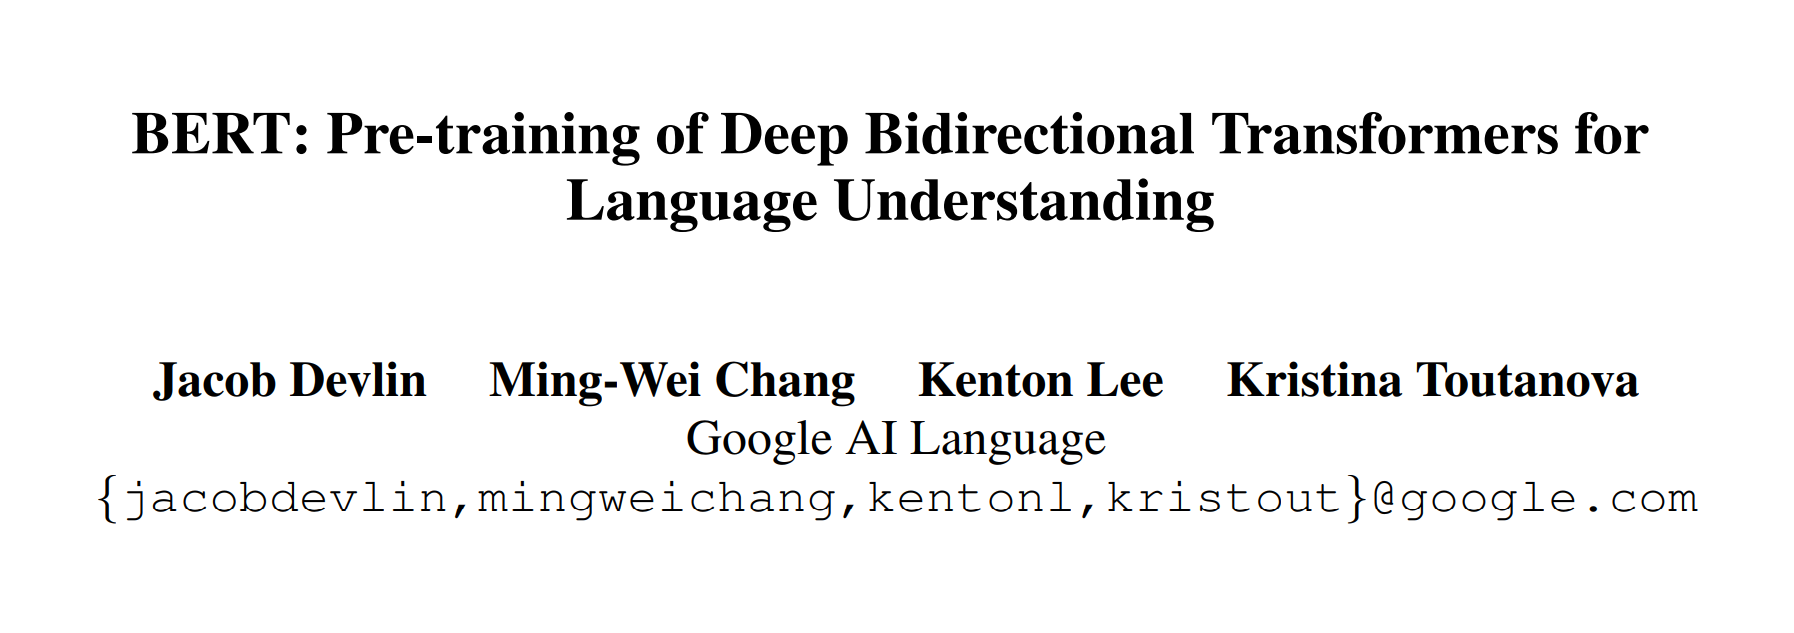 BERT: Pre-training of Deep Bidirectional Transformers for
Language Understanding
Jacob Devlin Ming-Wei Chang Kenton Lee Kristina Toutanova
Google AI Language
{jacobdevlin,mingweichang,kentonl,kristout}@google.com